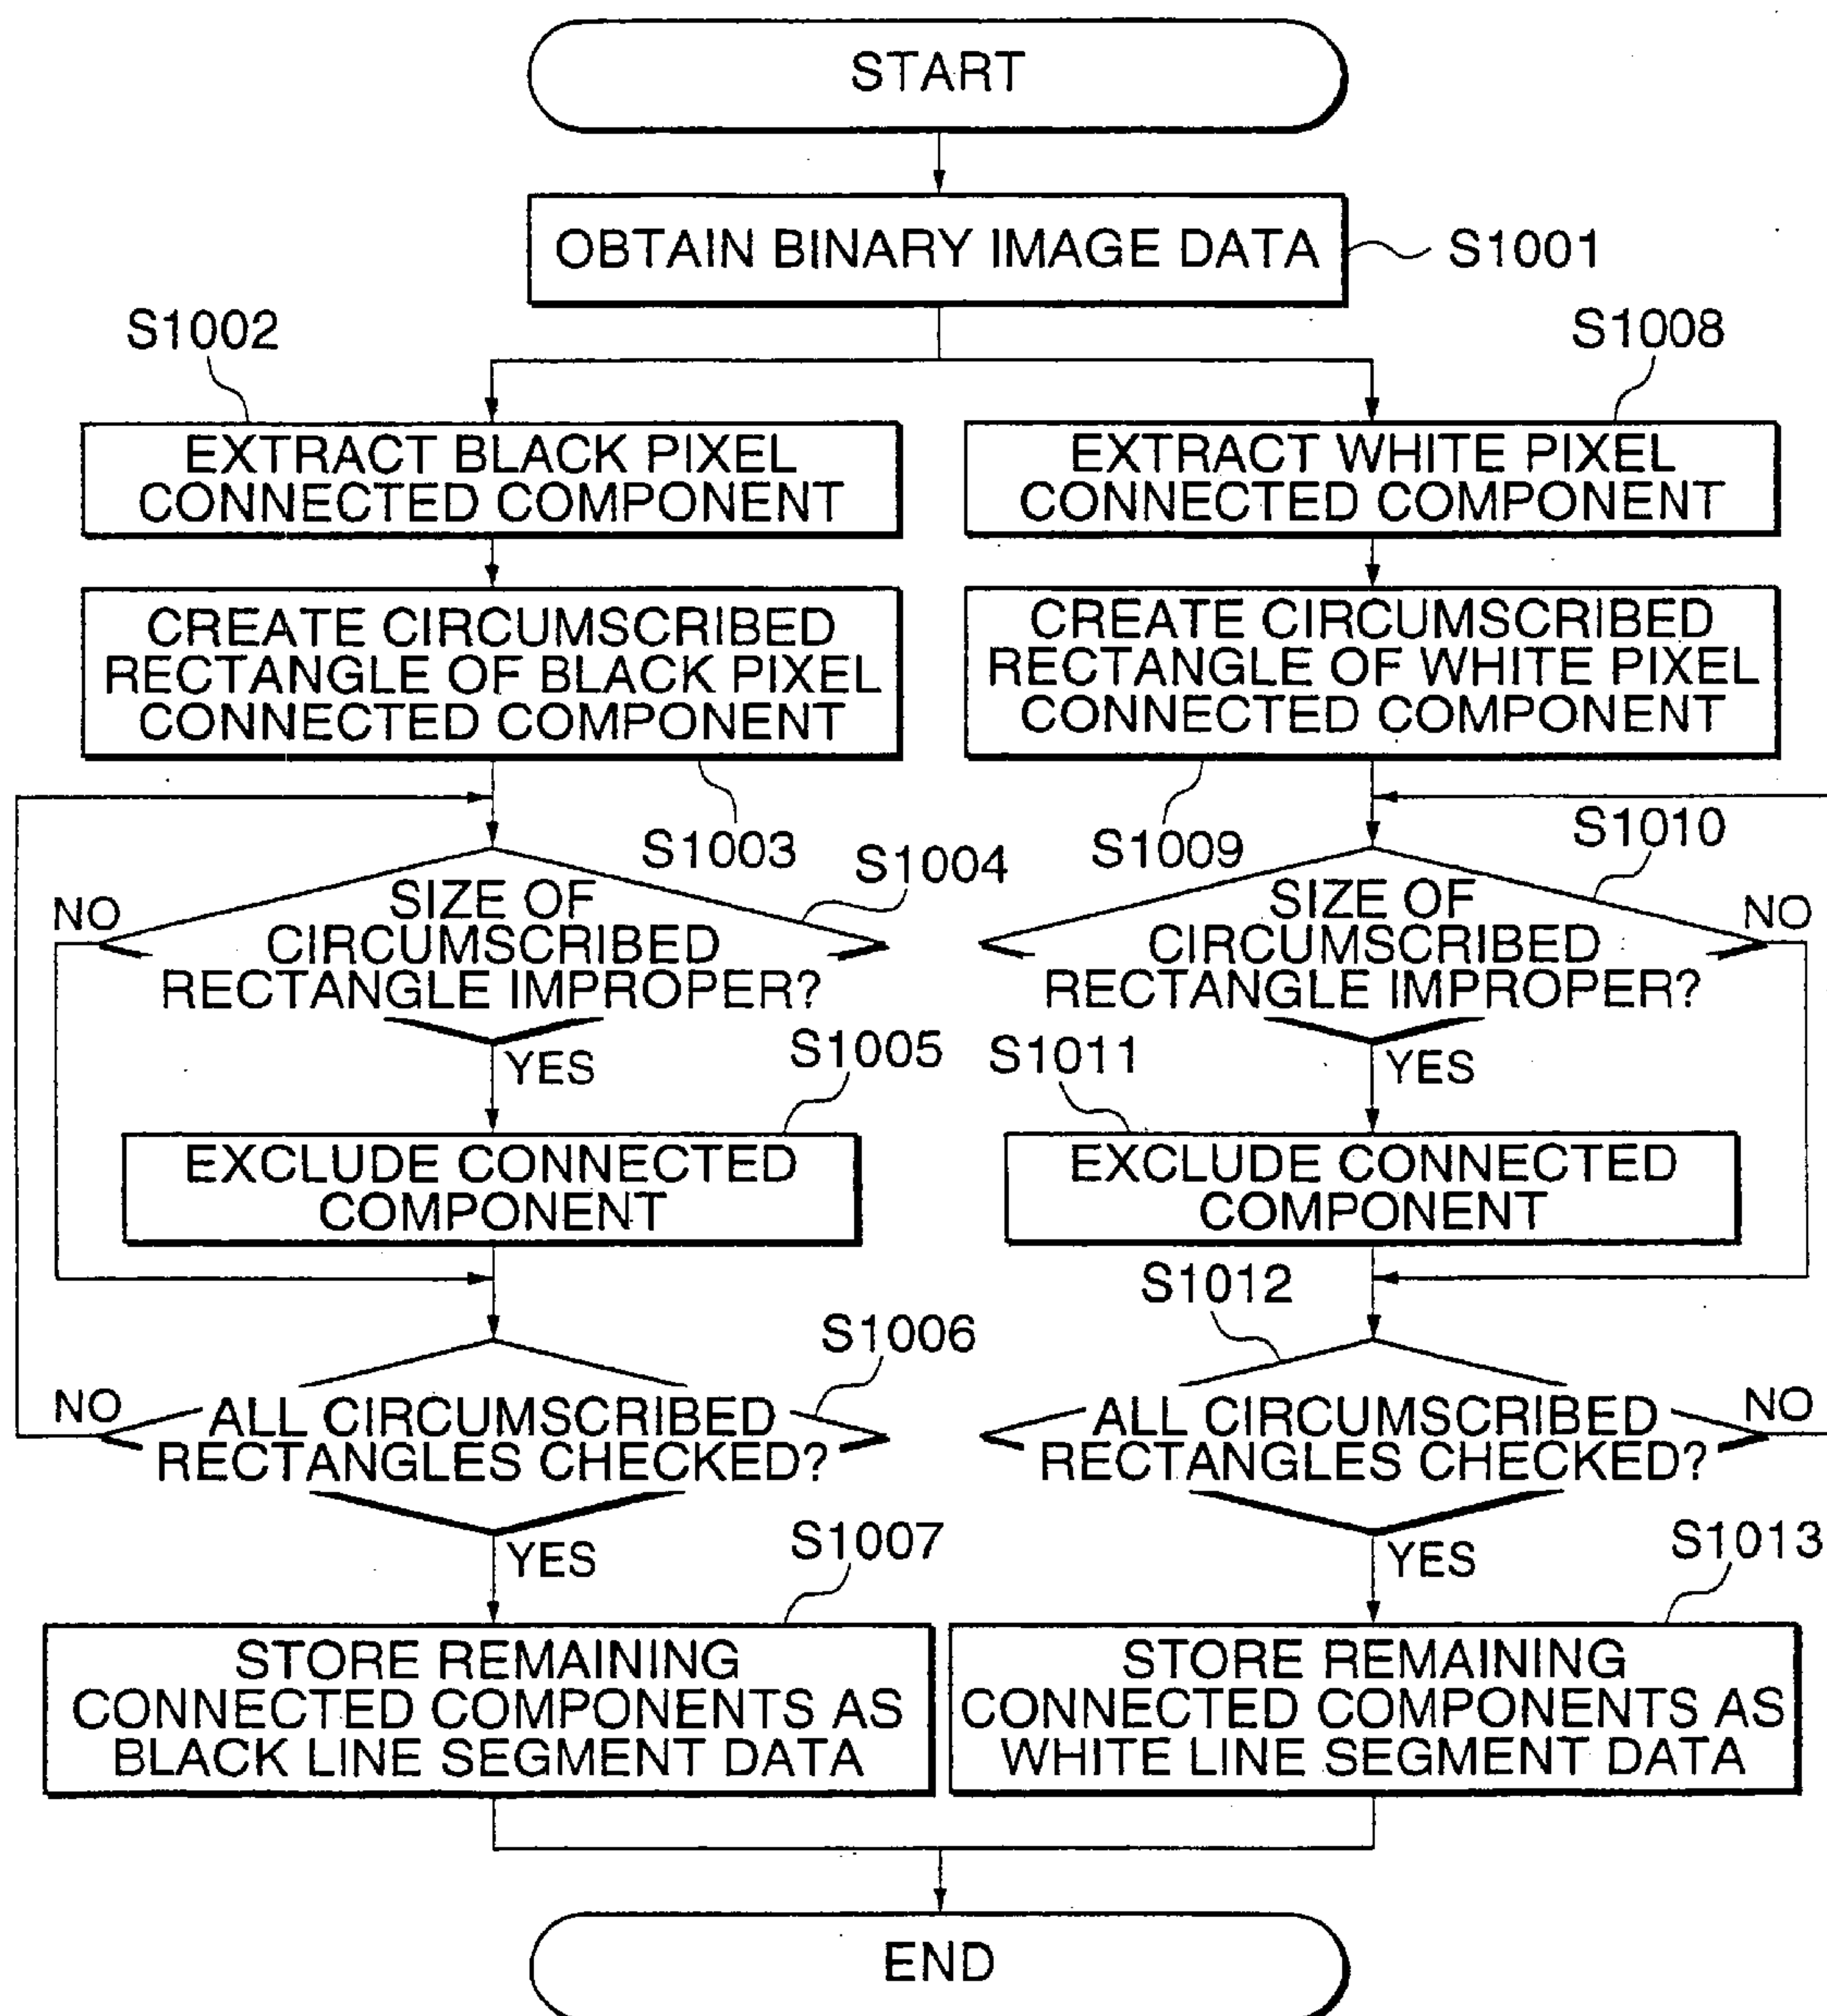 START
OBTAIN BINARY IMAGE DATA
S1001
S1002
EXTRACT BLACK PIXEL
CONNECTED COMPONENT
CREATE CIRCUMSCRIBED
RECTANGLE OF BLACK PIXEL
CONNECTED COMPONENT
S1003
S1004
SIZE OF
CIRCUMSCRIBED
RECTANGLE IMPROPER?
NO
YES
S1005
EXCLUDE CONNECTED
COMPONENT
S1006
ALL CIRCUMSCRIBED
RECTANGLES CHECKED?
NO
YES
S1007
STORE REMAINING
CONNECTED COMPONENTS AS
BLACK LINE SEGMENT DATA
S1008
EXTRACT WHITE PIXEL
CONNECTED COMPONENT
CREATE CIRCUMSCRIBED
RECTANGLE OF WHITE PIXEL
CONNECTED COMPONENT
S1009
S1010
SIZE OF
CIRCUMSCRIBED
RECTANGLE IMPROPER?
NO
YES
S1011
EXCLUDE CONNECTED
COMPONENT
S1012
ALL CIRCUMSCRIBED
RECTANGLES CHECKED?
NO
YES
S1013
STORE REMAINING
CONNECTED COMPONENTS AS
WHITE LINE SEGMENT DATA
END